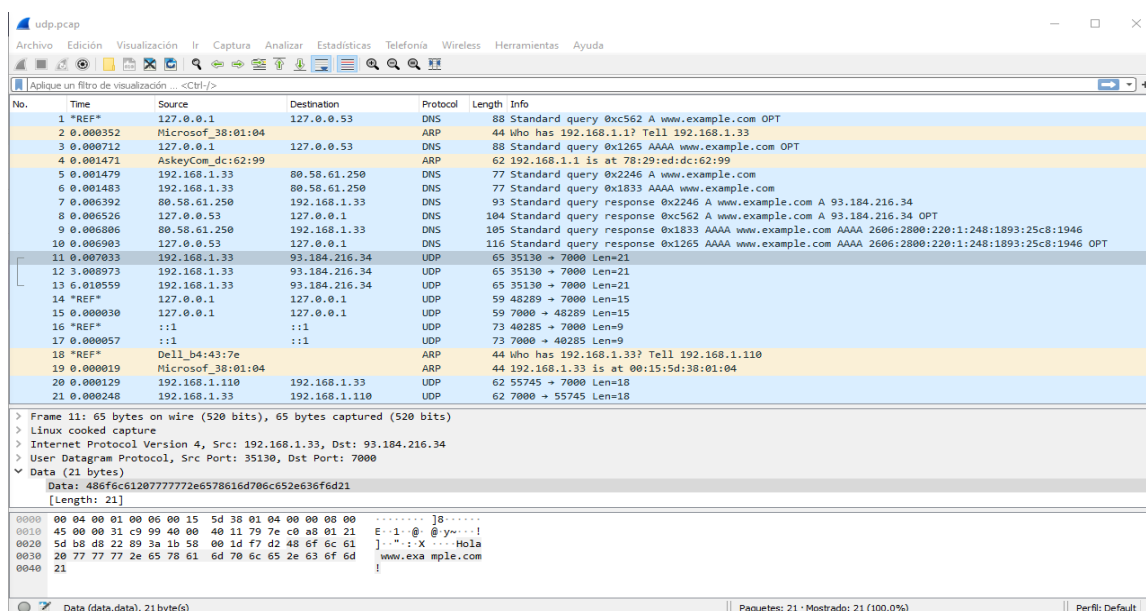 udp.pcap
Archivo Edición Visualización Ir Captura Analizar Estadísticas Telefonía Wireless Herramientas Ayuda
Aplique un filtro de visualización ... <Ctrl-/>
No. Time Source Destination Protocol Length Info
1 *REF* 127.0.0.1 127.0.0.53 DNS 88 Standard query 0xc562 A www.example.com OPT
2 0.000352 Microsof_38:01:04 ARP 44 Who has 192.168.1.1? Tell 192.168.1.33
3 0.000712 127.0.0.1 127.0.0.53 DNS 88 Standard query 0x1265 AAAA www.example.com OPT
4 0.001471 AskeyCom_dc:62:99 ARP 62 192.168.1.1 is at 78:29:ed:dc:62:99
5 0.001479 192.168.1.33 80.58.61.250 DNS 77 Standard query 0x2246 A www.example.com
6 0.001483 192.168.1.33 80.58.61.250 DNS 77 Standard query 0x1833 AAAA www.example.com
7 0.006392 80.58.61.250 192.168.1.33 DNS 93 Standard query response 0x2246 A www.example.com A 93.184.216.34
8 0.006526 127.0.0.53 127.0.0.1 DNS 104 Standard query response 0xc562 A www.example.com A 93.184.216.34 OPT
9 0.006806 80.58.61.250 192.168.1.33 DNS 105 Standard query response 0x1833 AAAA www.example.com AAAA 2606:2800:220:1:248:1893:25c8:1946
10 0.006903 127.0.0.53 127.0.0.1 DNS 116 Standard query response 0x1265 AAAA www.example.com AAAA 2606:2800:220:1:248:1893:25c8:1946 OPT
11 0.007033 192.168.1.33 93.184.216.34 UDP 65 35130 → 7000 Len=21
12 3.008973 192.168.1.33 93.184.216.34 UDP 65 35130 → 7000 Len=21
13 6.010559 192.168.1.33 93.184.216.34 UDP 65 35130 → 7000 Len=21
14 *REF* 127.0.0.1 127.0.0.1 UDP 59 48289 → 7000 Len=15
15 0.000030 127.0.0.1 127.0.0.1 UDP 59 7000 → 48289 Len=15
16 *REF* ::1 ::1 UDP 73 40285 → 7000 Len=9
17 0.000057 ::1 ::1 UDP 73 7000 → 40285 Len=9
18 *REF* Dell_b4:43:7e ARP 44 Who has 192.168.1.33? Tell 192.168.1.110
19 0.000019 Microsof_38:01:04 ARP 44 192.168.1.33 is at 00:15:5d:38:01:04
20 0.000129 192.168.1.110 192.168.1.33 UDP 62 55745 → 7000 Len=18
21 0.000248 192.168.1.33 192.168.1.110 UDP 62 7000 → 55745 Len=18
Frame 11: 65 bytes on wire (520 bits), 65 bytes captured (520 bits)
Linux cooked capture
Internet Protocol Version 4, Src: 192.168.1.33, Dst: 93.184.216.34
User Datagram Protocol, Src Port: 35130, Dst Port: 7000
Data (21 bytes)
Data: 486f6c61207777772e6578616d706c652e636f6d21
[Length: 21]
0000 00 04 00 01 00 06 00 15 5d 38 01 04 00 00 08 00 ········ ]8······
0010 45 00 00 31 c9 99 40 00 40 11 79 7e c0 a8 01 21 E··1··@· @·y~···!
0020 5d b8 d8 22 89 3a 1b 58 00 1d f7 d2 48 6f 6c 61 ]··"·:·X ····Hola
0030 20 77 77 77 2e 65 78 61 6d 70 6c 65 2e 63 6f 6d www.exa mple.com
0040 21 !
Data (data.data), 21 byte(s) Paquetes: 21 · Mostrado: 21 (100.0%) Perfil: Default